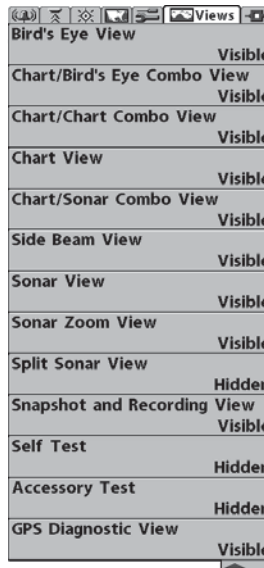 Views
Bird's Eye View
Visible
Chart/Bird's Eye Combo View
Visible
Chart/Chart Combo View
Visible
Chart View
Visible
Chart/Sonar Combo View
Visible
Side Beam View
Visible
Sonar View
Visible
Sonar Zoom View
Visible
Split Sonar View
Hidden
Snapshot and Recording View
Visible
Self Test
Hidden
Accessory Test
Hidden
GPS Diagnostic View
Visible